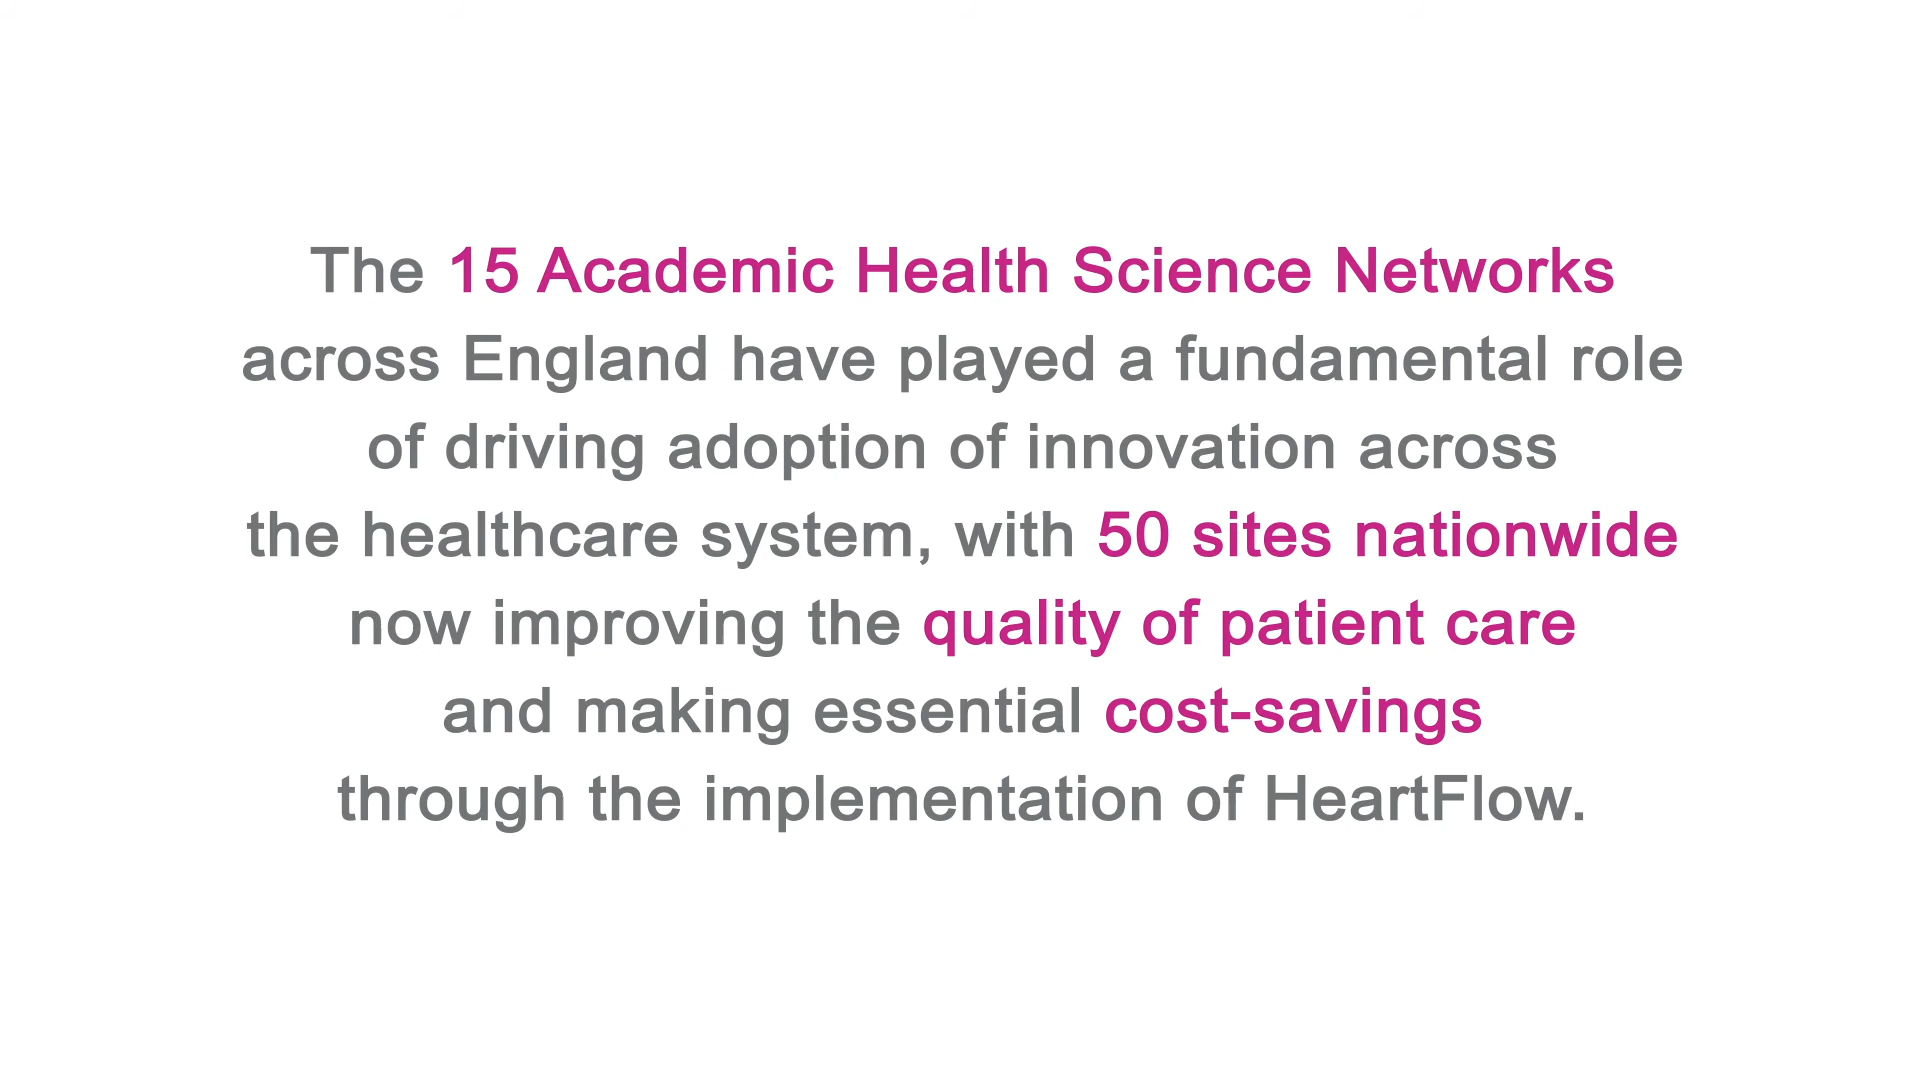 The 15 Academic Health Science Networks
across England have played a fundamental role
of driving adoption of innovation across
the healthcare system, with 50 sites nationwide
now improving the quality of patient care
and making essential cost-savings
through the implementation of HeartFlow.